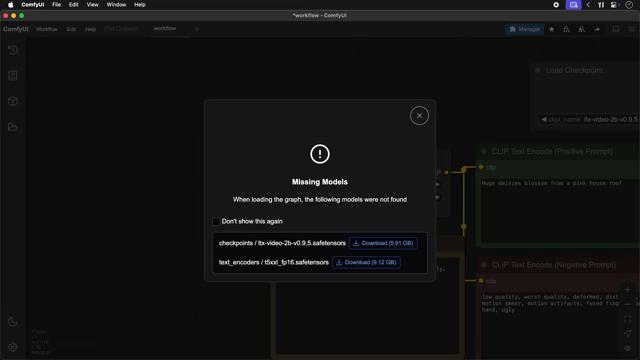 ComfyUI File Edit View Window Help
*workflow - ComfyUI
ComfyUI Workflow Edit Help workflow
Manager
Load Checkpoint
ckpt_name ltx-video-2b-v0.9.5.
CLIP Text Encode (Positive Prompt)
clip
Huge daisies blossom from a pink house roof
Missing Models
When loading the graph, the following models were not found
Don't show this again
checkpoints / ltx-video-2b-v0.9.5.safetensors Download (5.91 GB)
text_encoders / t5xxl_fp16.safetensors Download (9.12 GB)
CLIP Text Encode (Negative Prompt)
clip
low quality, worst quality, deformed, dist
motion smear, motion artifacts, fused fing
hand, ugly